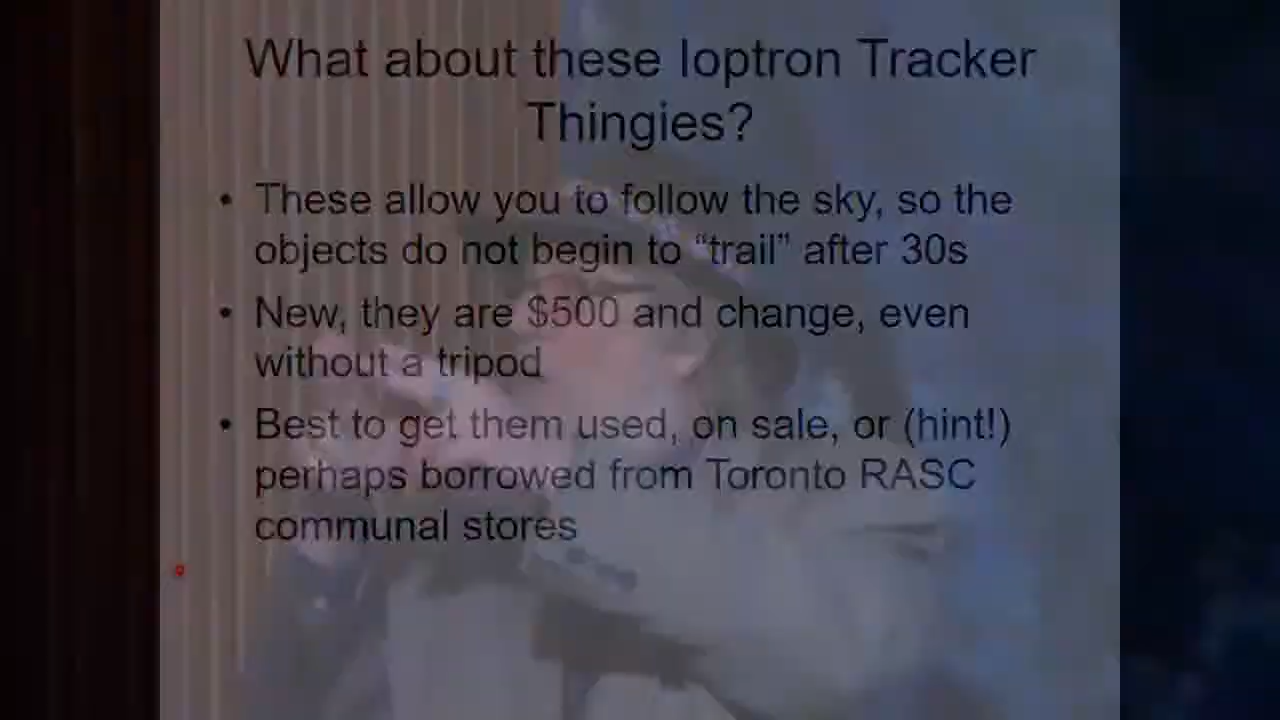 What about these Ioptron Tracker
Thingies?
• These allow you to follow the sky, so the
objects do not begin to “trail” after 30s
• New, they are $500 and change, even
without a tripod
• Best to get them used, on sale, or (hint!)
perhaps borrowed from Toronto RASC
communal stores